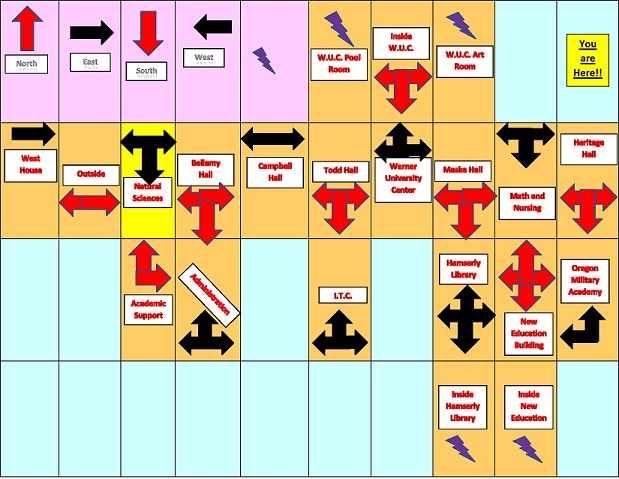 North
East
South
West
W.U.C. Pool
Room
Inside
W.U.C.
W.U.C. Art
Room
You
are
Here!!
West
House
Outside
Natural
Sciences
Bellamy
Hall
Campbell
Hall
Todd Hall
Werner
University
Center
Maske Hall
Math and
Nursing
Heritage
Hall
Academic
Support
Administration
I.T.C.
Hamserly
Library
New
Education
Building
Oregon
Military
Academy
Inside
Hamserly
Library
Inside
New
Education